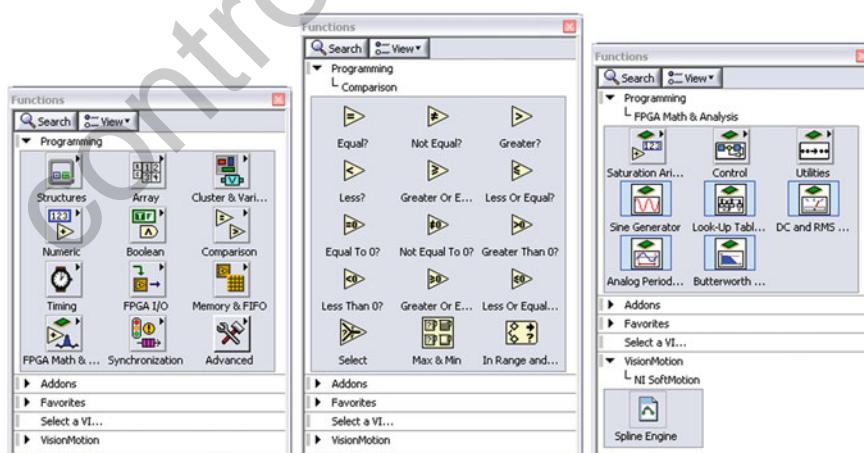 contro
Functions
Search View
Programming
Structures Array Cluster & Vari...
Numeric Boolean Comparison
Timing FPGA I/O Memory & FIFO
FPGA Math & ... Synchronization Advanced
Addons
Favorites
Select a VI...
VisionMotion
Functions
Search View
Programming
Comparison
Equal? Not Equal? Greater?
Less? Greater Or E... Less Or Equal?
Equal To 0? Not Equal To 0? Greater Than 0?
Less Than 0? Greater Or E... Less Or Equal...
Select Max & Min In Range and...
Addons
Favorites
Select a VI...
VisionMotion
Functions
Search View
Programming
FPGA Math & Analysis
Saturation Ari... Control Utilities
Sine Generator Look-Up Tabl... DC and RMS ...
Analog Period... Butterworth ...
Addons
Favorites
Select a VI...
VisionMotion
NI SoftMotion
Spline Engine